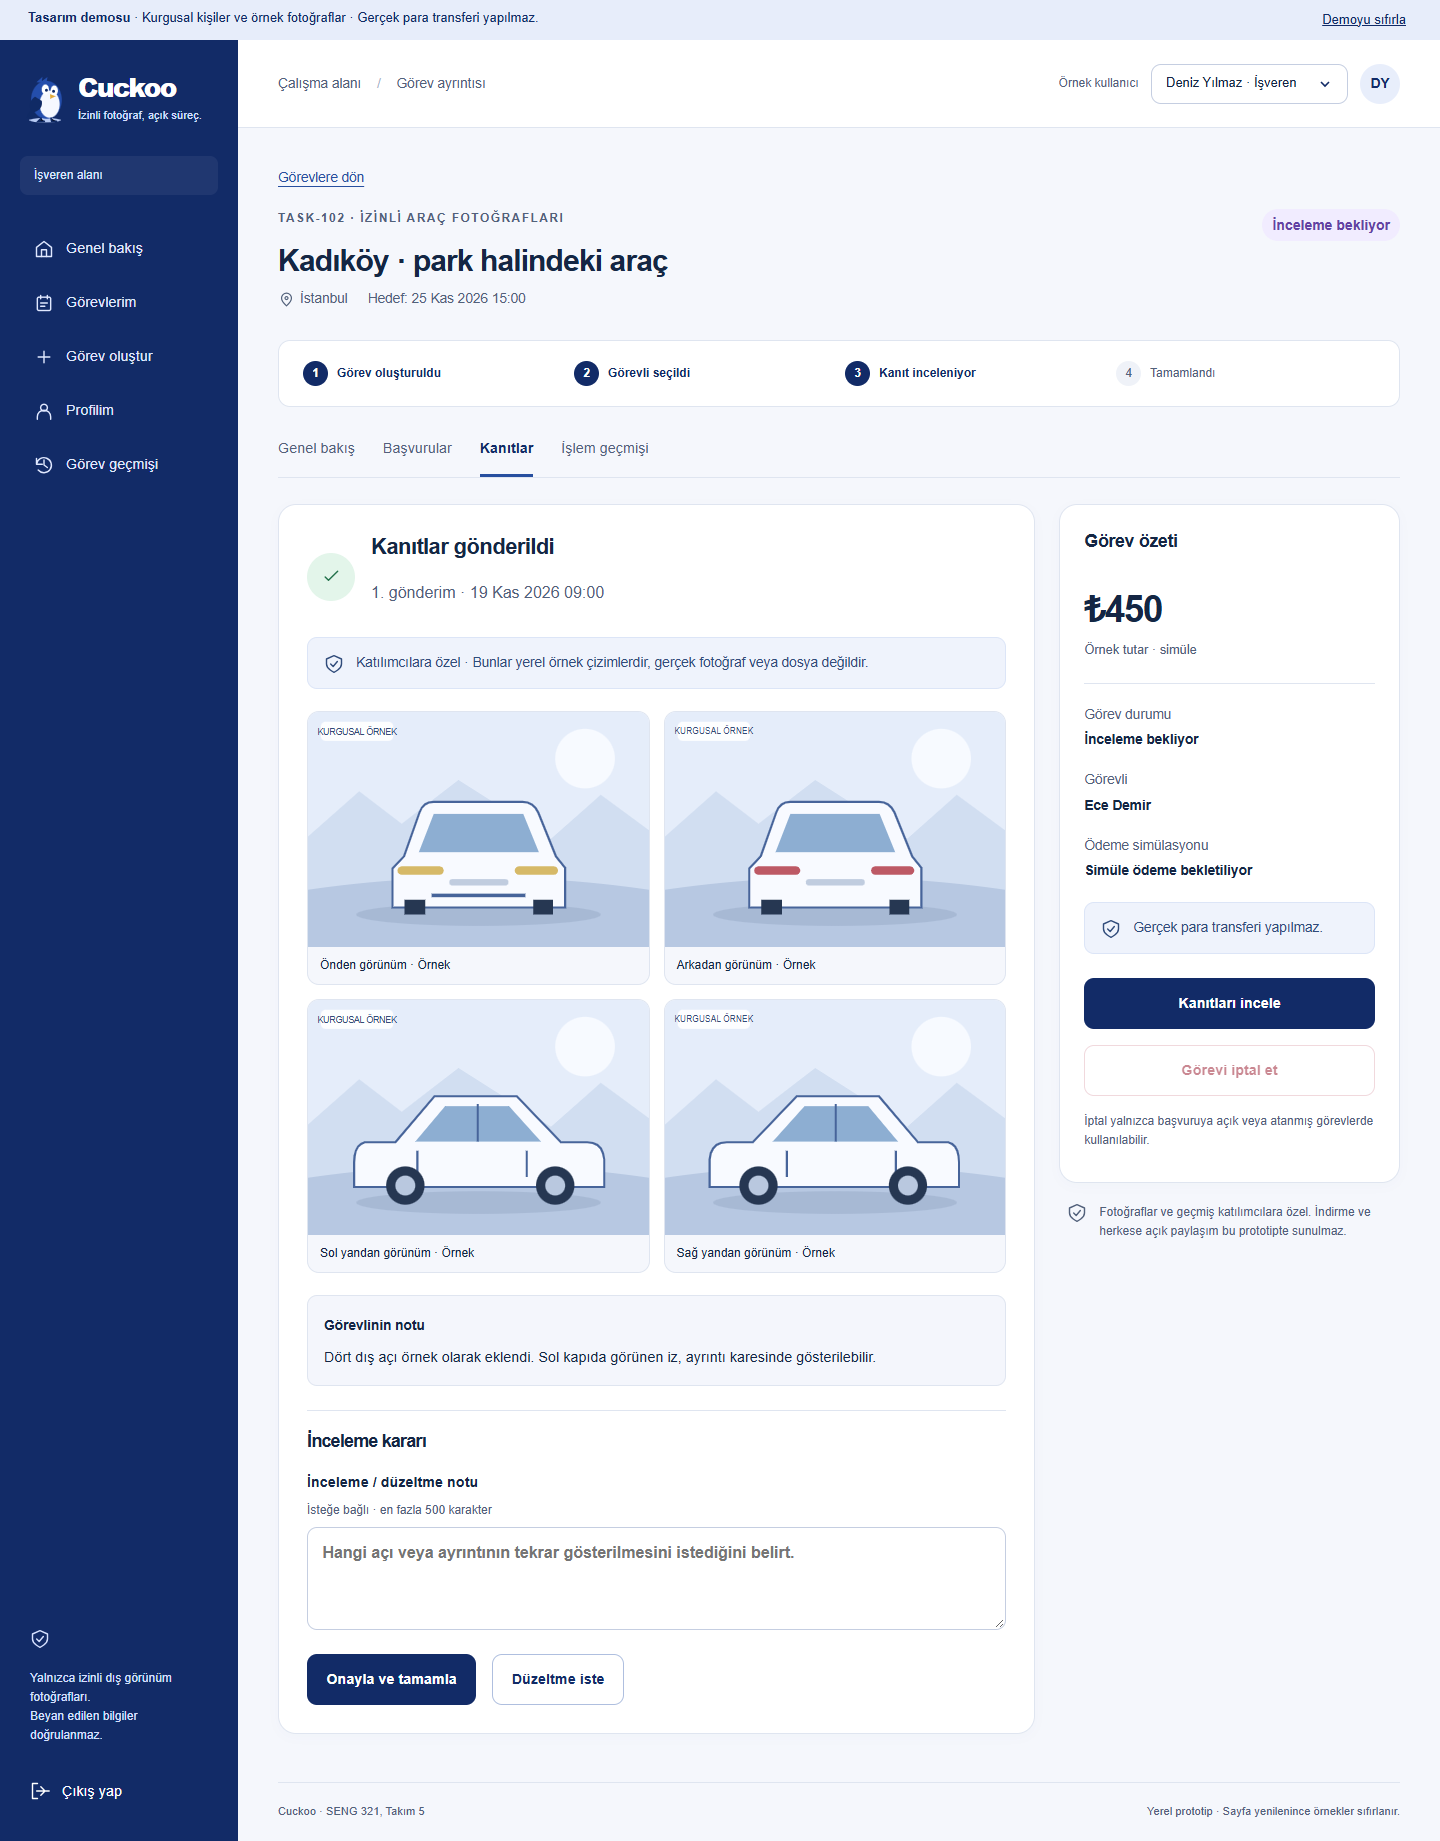 Tasarım demosu · Kurgusal kişiler ve örnek fotoğraflar · Gerçek para transferi yapılmaz.
Demoyu sıfırla
Cuckoo
İzinli fotoğraf, açık süreç.
İşveren alanı
Genel bakış
Görevlerim
Görev oluştur
Profilim
Görev geçmişi
Yalnızca izinli dış görünüm
fotoğrafları.
Beyan edilen bilgiler
doğrulanmaz.
Çıkış yap
Çalışma alanı / Görev ayrıntısı
Örnek kullanıcı
Deniz Yılmaz · İşveren
DY
Görevlere dön
TASK-102 · İZİNLİ ARAÇ FOTOĞRAFLARI
İnceleme bekliyor
Kadıköy · park halindeki araç
İstanbul Hedef: 25 Kas 2026 15:00
1 Görev oluşturuldu
2 Görevli seçildi
3 Kanıt inceleniyor
4 Tamamlandı
Genel bakış Başvurular Kanıtlar İşlem geçmişi
Kanıtlar gönderildi
1. gönderim · 19 Kas 2026 09:00
Katılımcılara özel · Bunlar yerel örnek çizimlerdir, gerçek fotoğraf veya dosya değildir.
KURGUSAL ÖRNEK
Önden görünüm · Örnek
KURGUSAL ÖRNEK
Arkadan görünüm · Örnek
KURGUSAL ÖRNEK
Sol yandan görünüm · Örnek
KURGUSAL ÖRNEK
Sağ yandan görünüm · Örnek
Görevlinin notu
Dört dış açı örnek olarak eklendi. Sol kapıda görünen iz, ayrıntı karesinde gösterilebilir.
İnceleme kararı
İnceleme / düzeltme notu
İsteğe bağlı · en fazla 500 karakter
Hangi açı veya ayrıntının tekrar gösterilmesini istediğini belirt.
Onayla ve tamamla
Düzeltme iste
Görev özeti
₺450
Örnek tutar · simüle
Görev durumu
İnceleme bekliyor
Görevli
Ece Demir
Ödeme simülasyonu
Simüle ödeme bekletiliyor
Gerçek para transferi yapılmaz.
Kanıtları incele
Görevi iptal et
İptal yalnızca başvuruya açık veya atanmış görevlerde
kullanılabilir.
Fotoğraflar ve geçmiş katılımcılara özel. İndirme ve
herkese açık paylaşım bu prototipte sunulmaz.
Cuckoo · SENG 321, Takım 5
Yerel prototip · Sayfa yenilenince örnekler sıfırlanır.